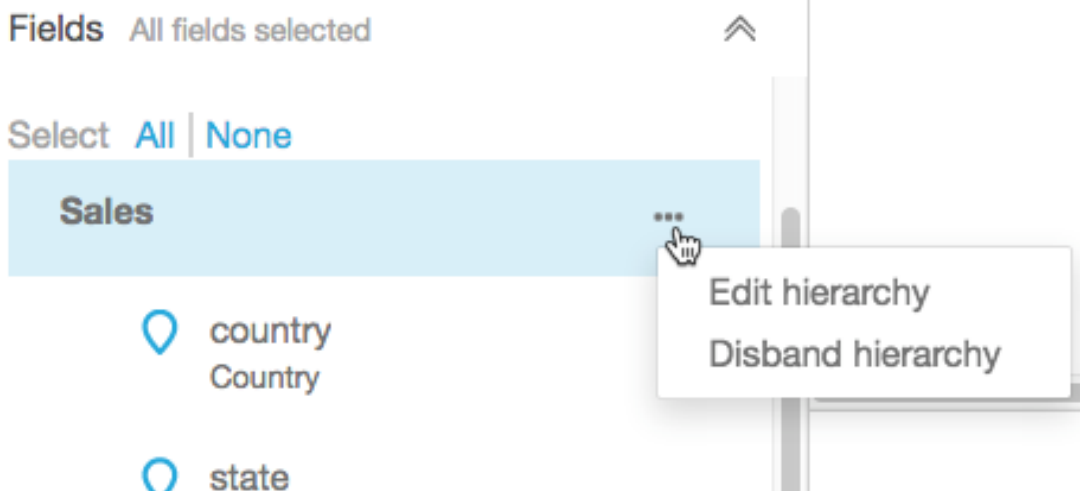 Fields All fields selected
Select All None
Sales
Edit hierarchy
Disband hierarchy
country
Country
state